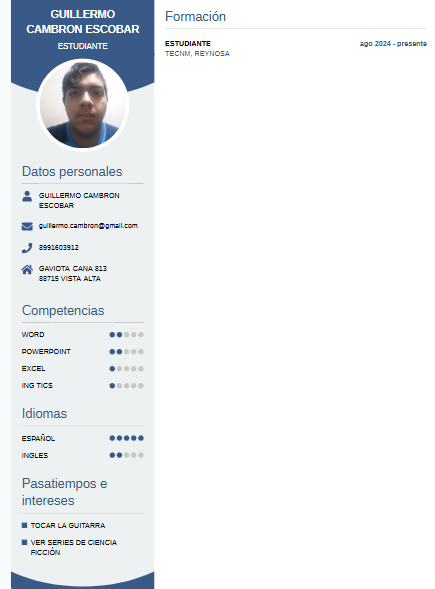 GUILLERMO
CAMBRON ESCOBAR
ESTUDIANTE
Datos personales
GUILLERMO CAMBRON
ESCOBAR
guillermo.cambron@gmail.com
8991603912
GAVIOTA CANA 813
88715 VISTA ALTA
Competencias
WORD
POWERPOINT
EXCEL
ING TICS
Idiomas
ESPAÑOL
INGLES
Pasatiempos e
intereses
TOCAR LA GUITARRA
VER SERIES DE CIENCIA
FICCIÓN
Formación
ESTUDIANTE ago 2024 - presente
TECNM, REYNOSA